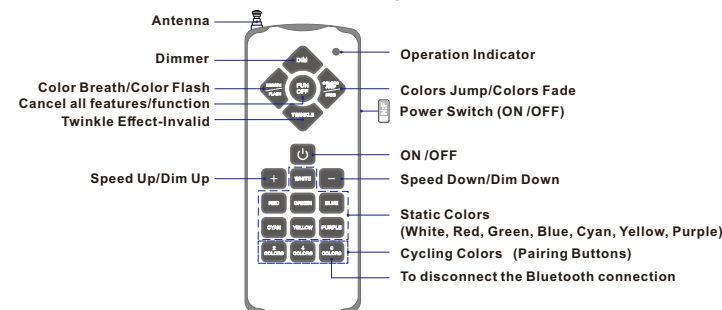 Antenna
Dimmer
Color Breath/Color Flash
Cancel all features/function
Twinkle Effect-Invalid
Speed Up/Dim Up
DIM
FUN
OFF
FLASH
TWINKLE
+
WHITE
−
RED
GREEN
BLUE
CYAN
YELLOW
PURPLE
COLORS
4
COLORS
COLORS
Operation Indicator
Colors Jump/Colors Fade
Power Switch (ON /OFF)
ON /OFF
Speed Down/Dim Down
Static Colors
(White, Red, Green, Blue, Cyan, Yellow, Purple)
Cycling Colors (Pairing Buttons)
To disconnect the Bluetooth connection